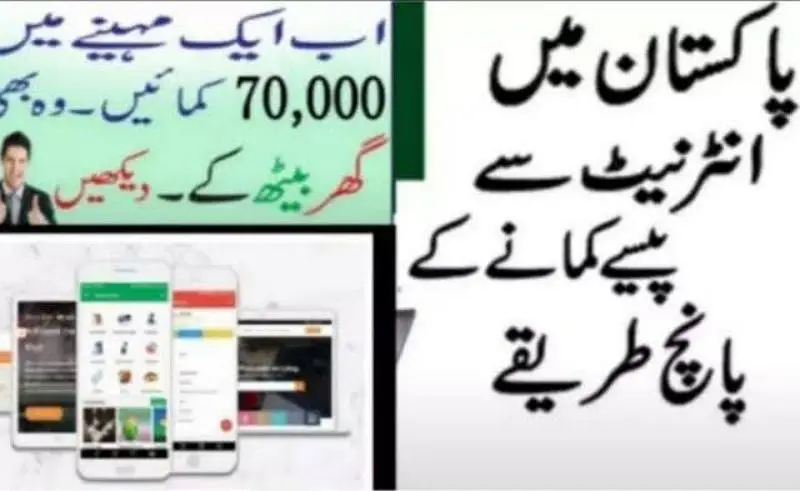 اب ایک مہینے میں
70,000 کمائیں۔ وہ بھی
گھر بیٹھ کے۔ دیکھیں
پاکستان میں
انٹرنیٹ سے
پیسے کمانے کے
پانچ طریقے